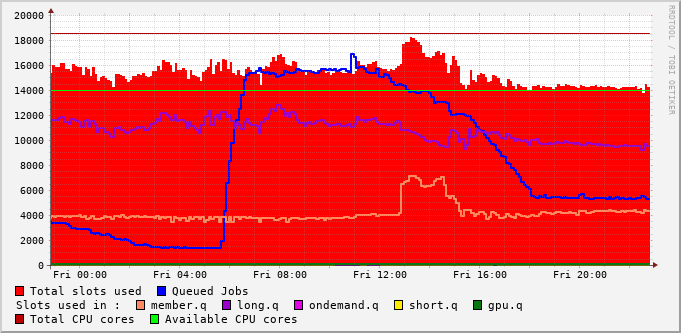 RRDTOOL / TOBI OETIKER
20000
18000
16000
14000
12000
10000
8000
6000
4000
2000
0
Fri 00:00 Fri 04:00 Fri 08:00 Fri 12:00 Fri 16:00 Fri 20:00
Total slots used Queued Jobs
Slots used in : member.q long.q ondemand.q short.q gpu.q
Total CPU cores Available CPU cores